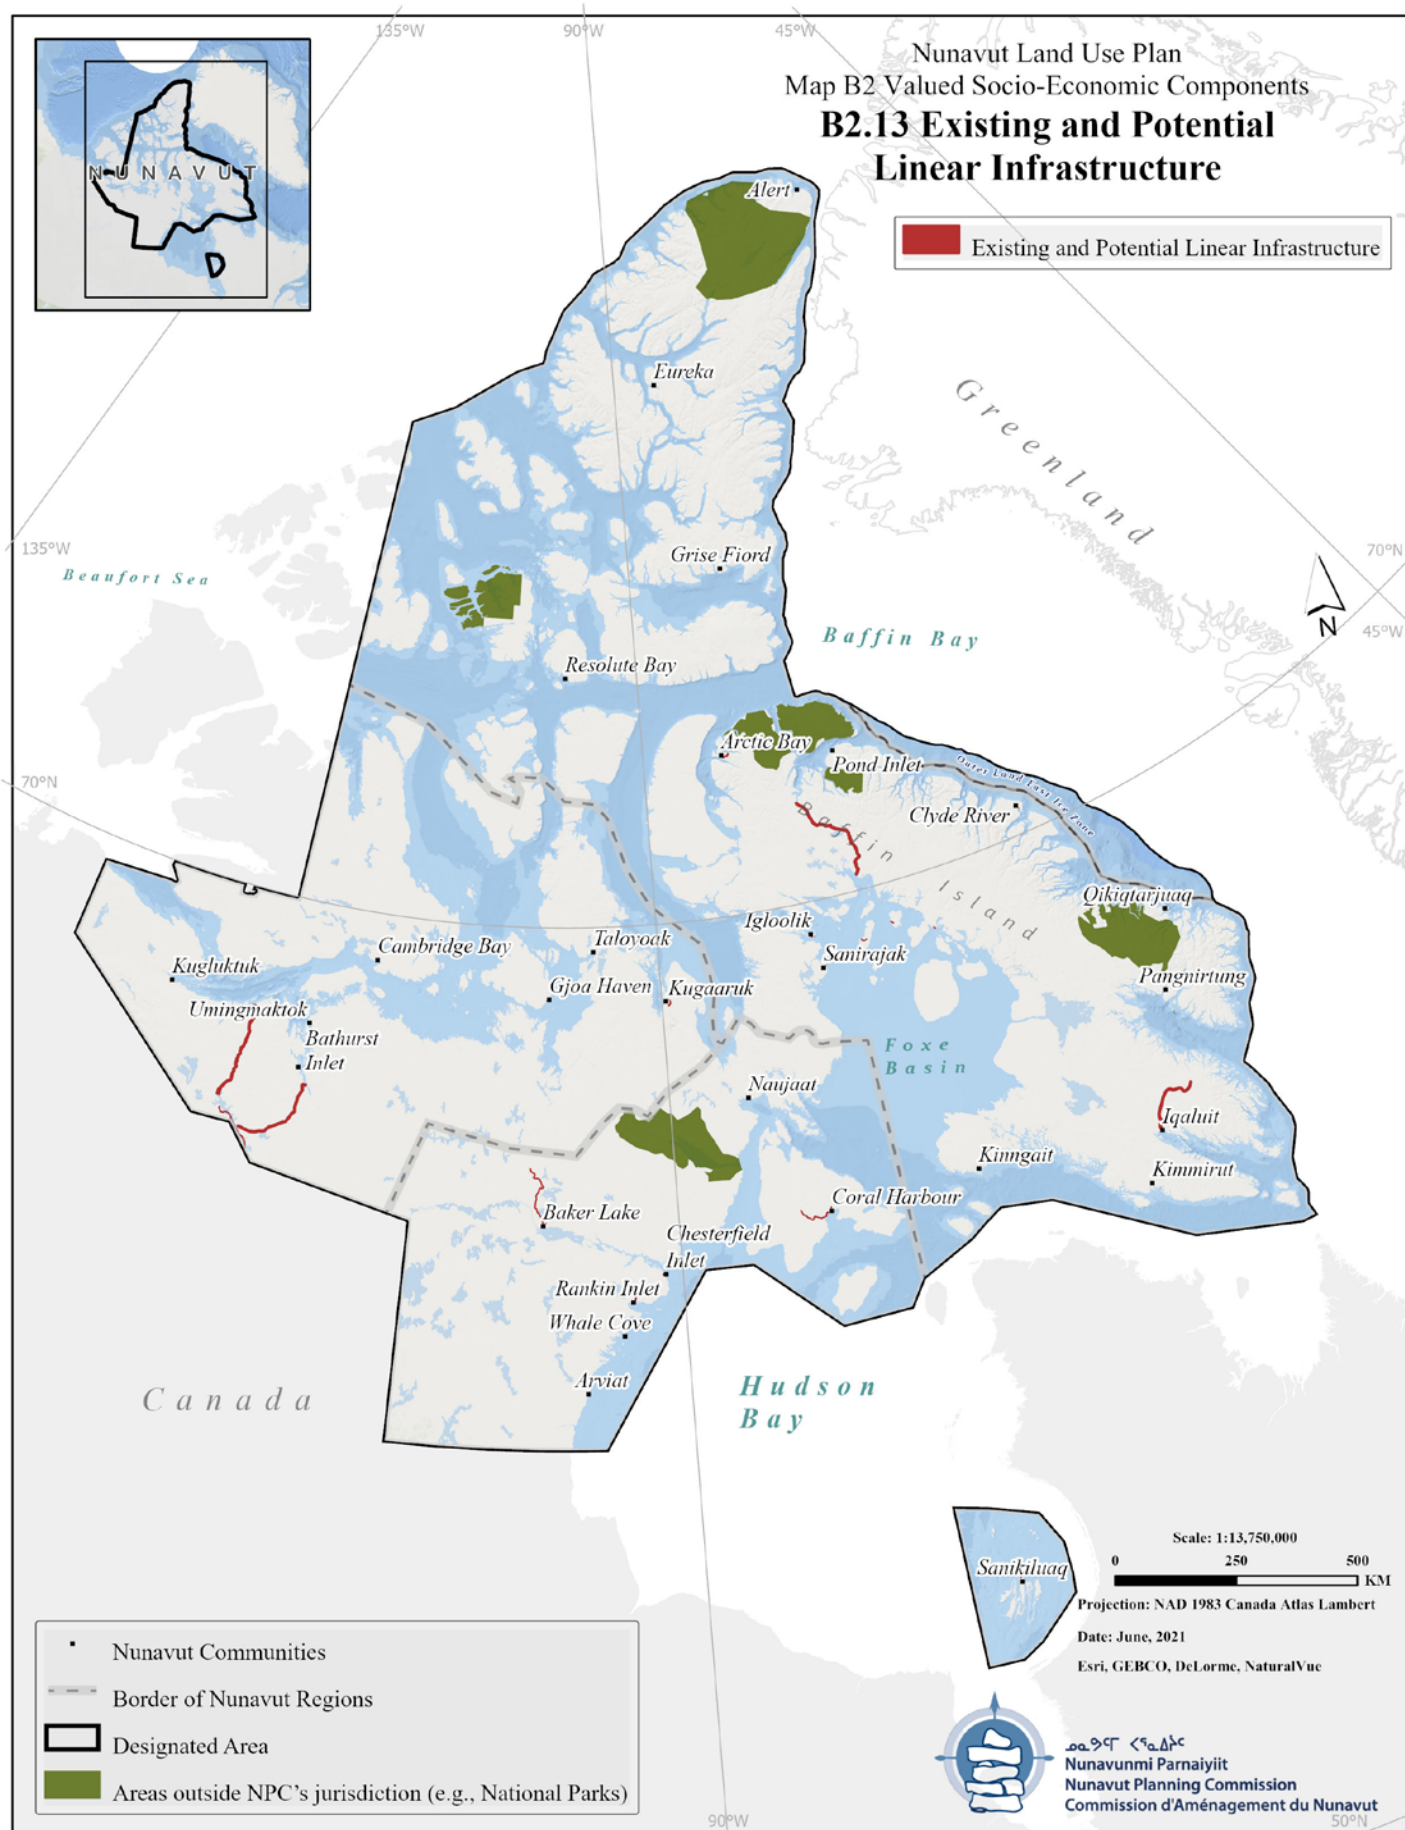 135°W
90°W
45°W
Nunavut Land Use Plan
Map B2 Valued Socio-Economic Components
B2.13 Existing and Potential
Linear Infrastructure
Existing and Potential Linear Infrastructure
NUNAVUT
Alert
Eureka
Greenland
Grise Fiord
135°W
Beaufort Sea
70°N
45°W
N
Baffin Bay
Resolute Bay
Arctic Bay
Pond Inlet
Outer Land Fast Ice Zone
70°N
Clyde River
Baffin
Island
Qikiqtarjuaq
Igloolik
Sanirajak
Pangnirtung
Cambridge Bay
Taloyoak
Kugluktuk
Gjoa Haven
Kugaaruk
Umingmaktok
Bathurst
Inlet
Foxe
Basin
Naujaat
Iqaluit
Kinngait
Kimmirut
Coral Harbour
Baker Lake
Chesterfield
Inlet
Rankin Inlet
Whale Cove
Arviat
Canada
Hudson
Bay
Sanikiluaq
Scale: 1:13,750,000
0 250 500
KM
Projection: NAD 1983 Canada Atlas Lambert
Date: June, 2021
Esri, GEBCO, DeLorme, NaturalVue
Nunavut Communities
Border of Nunavut Regions
Designated Area
Areas outside NPC's jurisdiction (e.g., National Parks)
ᓄᓇᕗᒻᒥ ᐸᕐᓇᐃᔩᑦ
Nunavunmi Parnaiyiit
Nunavut Planning Commission
Commission d'Aménagement du Nunavut
90°W
50°N